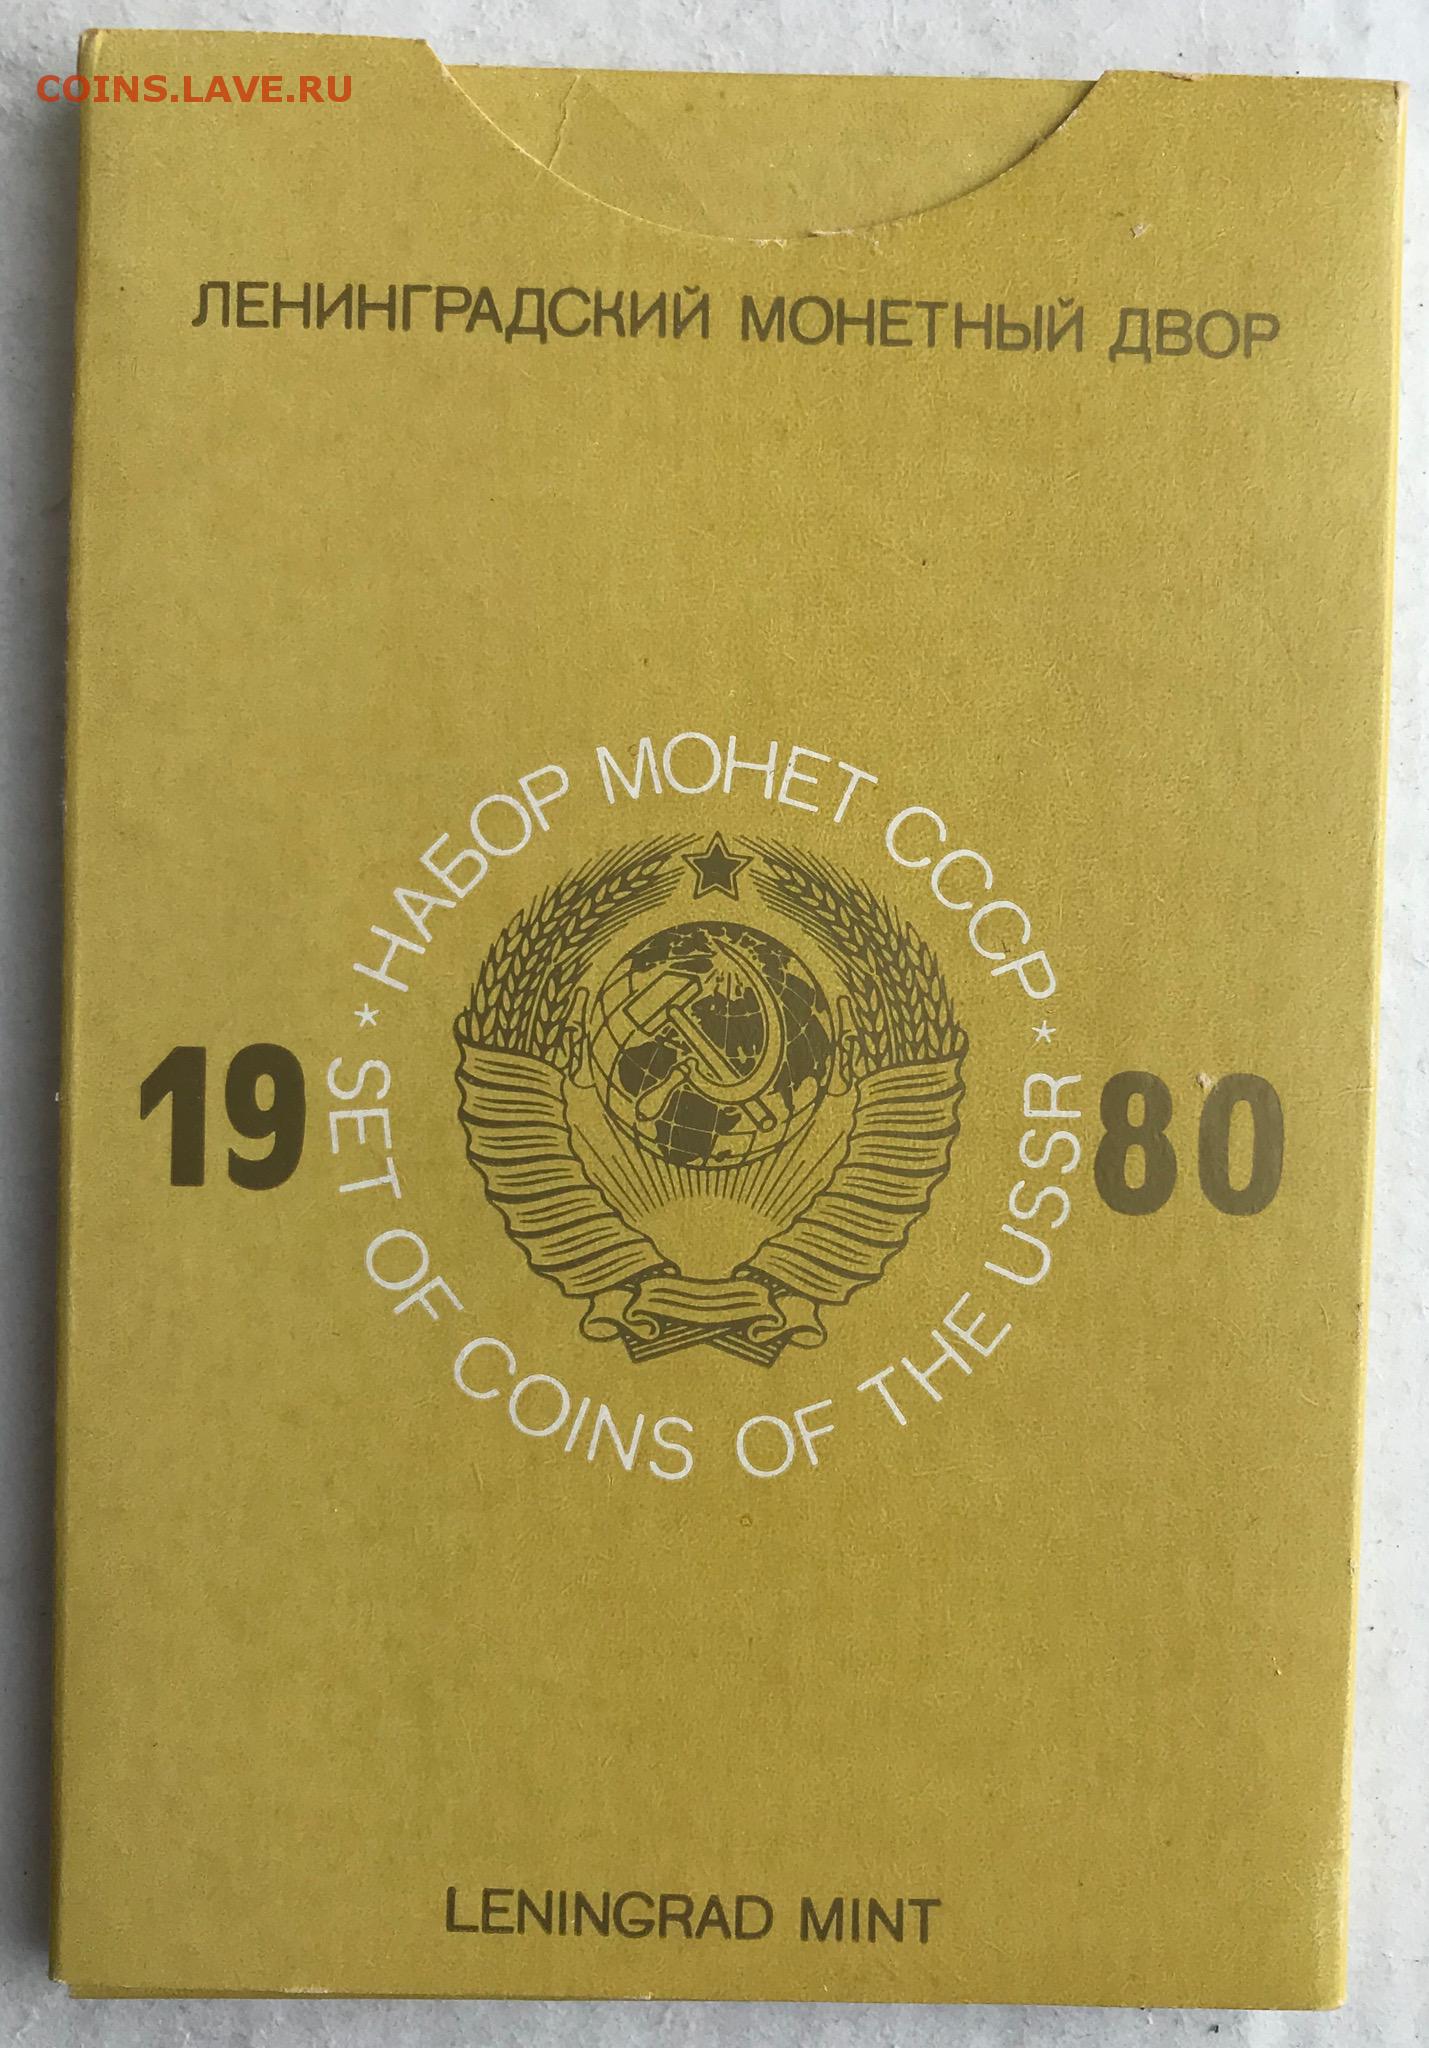 COINS.LAVE.RU
ЛЕНИНГРАДСКИЙ МОНЕТНЫЙ ДВОР
* НАБОР МОНЕТ СССР *
19 80
SET OF COINS OF THE USSR
LENINGRAD MINT